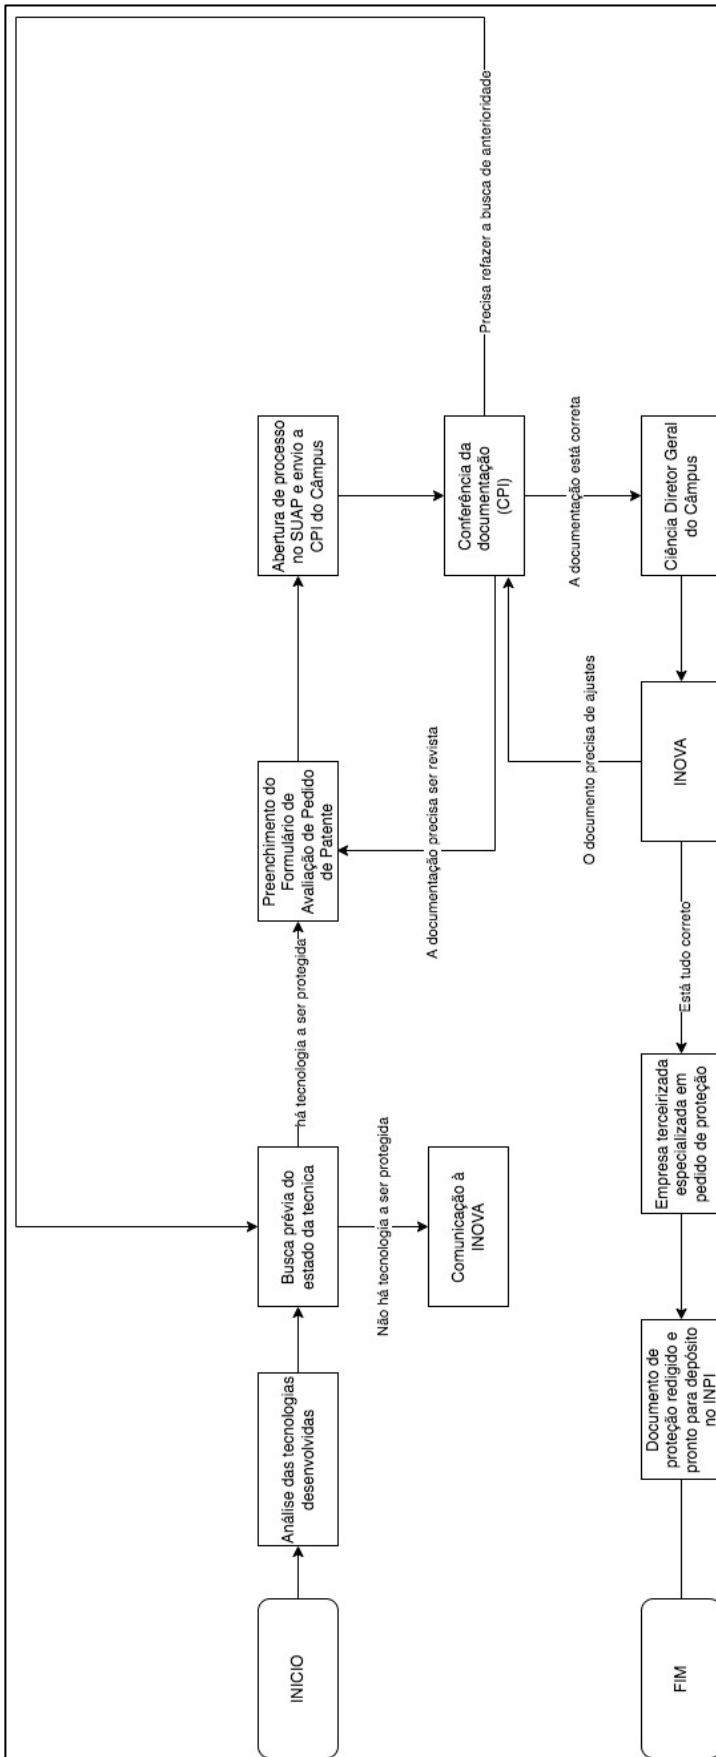 INICIO
Análise das tecnologias
desenvolvidas
Busca prévia do
estado da tecnica
há tecnologia a ser protegida
Não há tecnologia a ser protegida
Comunicação à
INOVA
Preenchimento do
Formulário de
Avaliação de Pedido
de Patente
Abertura de processo
no SUAP e envio a
CPI do Câmpus
Conferência da
documentação
(CPI)
Precisa refazer a busca de anterioridade
A documentação precisa ser revista
A documentação está correta
Ciência Diretor Geral
do Câmpus
INOVA
O documento precisa de ajustes
Está tudo correto
Empresa terceirizada
especializada em
pedido de proteção
Documento de
proteção redigido e
pronto para depósito
no INPI
FIM